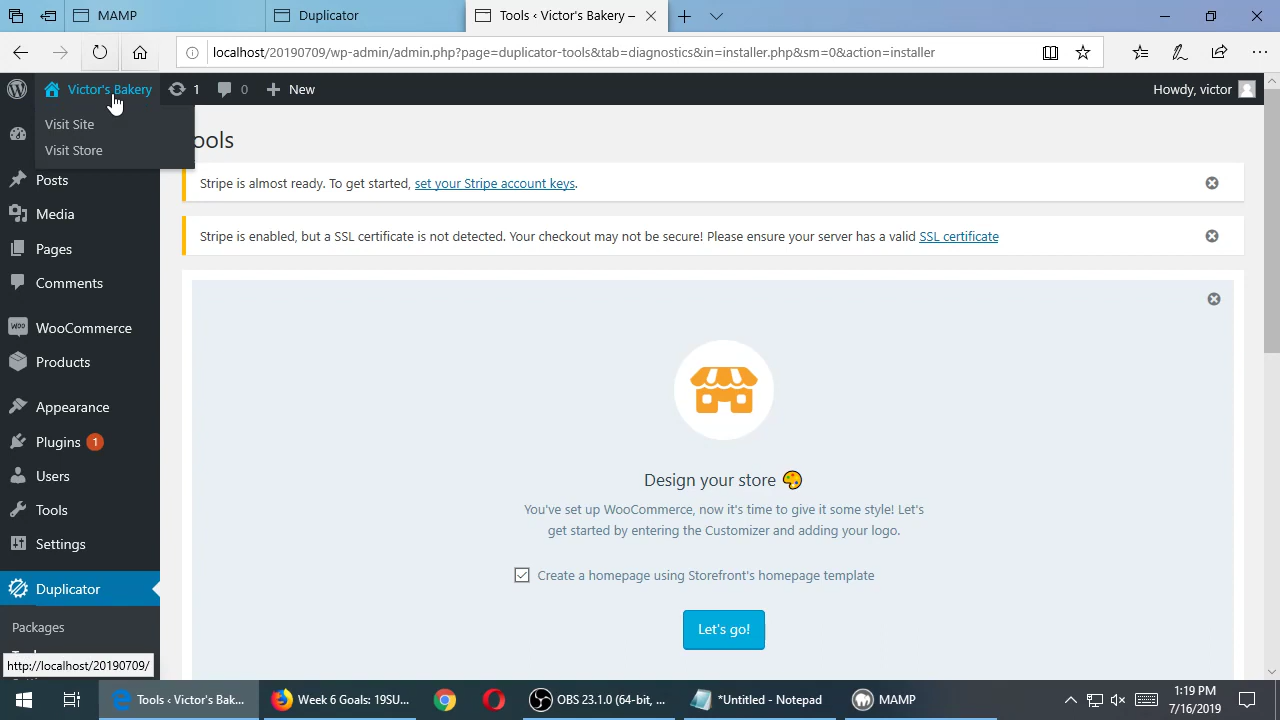 MAMP
Duplicator
Tools ‹ Victor's Bakery –
localhost/20190709/wp-admin/admin.php?page=duplicator-tools&tab=diagnostics&in=installer.php&sm=0&action=installer
Victor's Bakery
1
0
New
Howdy, victor
Visit Site
Visit Store
ools
Stripe is almost ready. To get started, set your Stripe account keys.
Stripe is enabled, but a SSL certificate is not detected. Your checkout may not be secure! Please ensure your server has a valid SSL certificate
Posts
Media
Pages
Comments
WOO WooCommerce
Products
Appearance
Plugins 1
Users
Tools
Settings
Duplicator
Packages
Design your store
You've set up WooCommerce, now it's time to give it some style! Let's
get started by entering the Customizer and adding your logo.
Create a homepage using Storefront's homepage template
Let's go!
http://localhost/20190709/
Tools ‹ Victor's Bak...
Week 6 Goals: 19SU...
OBS 23.1.0 (64-bit, ...
*Untitled - Notepad
MAMP
1:19 PM
7/16/2019